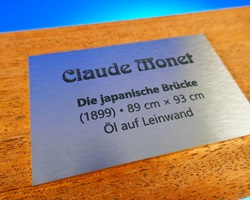 Claude Monet
Die japanische Brücke
(1899) • 89 cm × 93 cm
Öl auf Leinwand